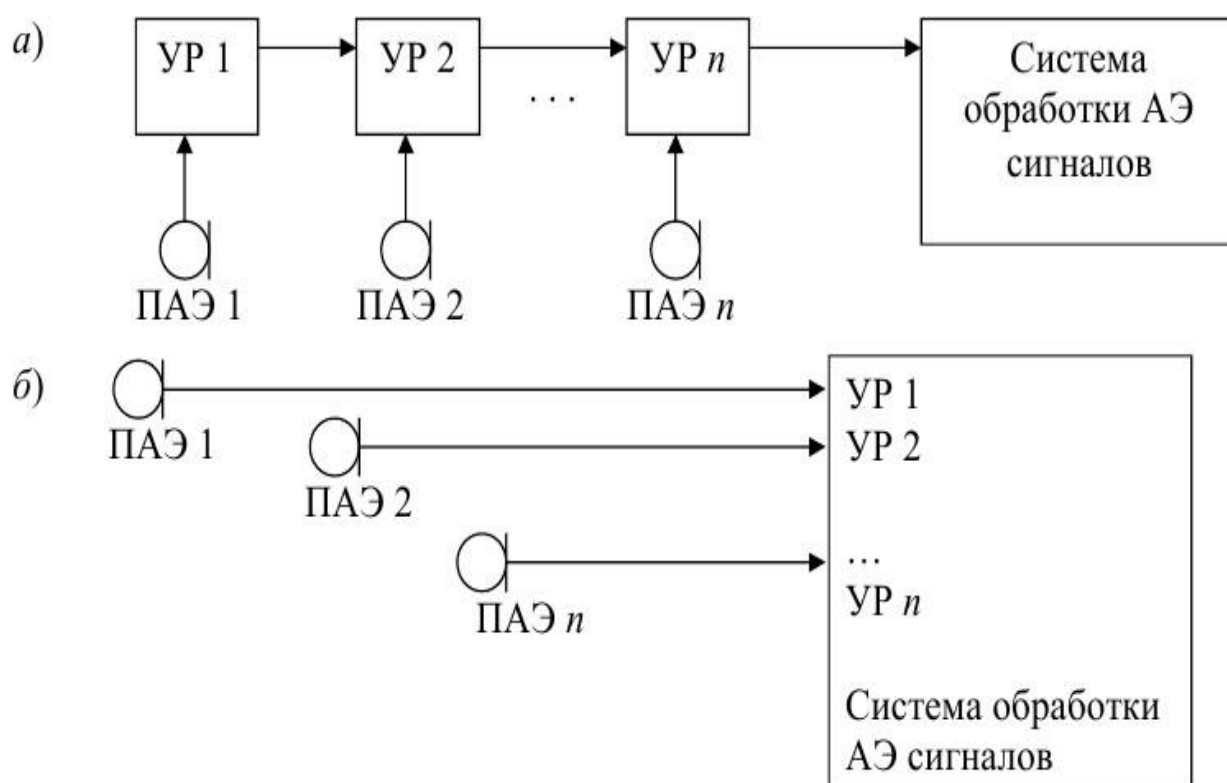 а)
УР 1
УР 2
. . .
УР n
Система
обработки АЭ
сигналов
ПАЭ 1
ПАЭ 2
ПАЭ n
б)
ПАЭ 1
ПАЭ 2
ПАЭ n
УР 1
УР 2
...
УР n
Система обработки
АЭ сигналов